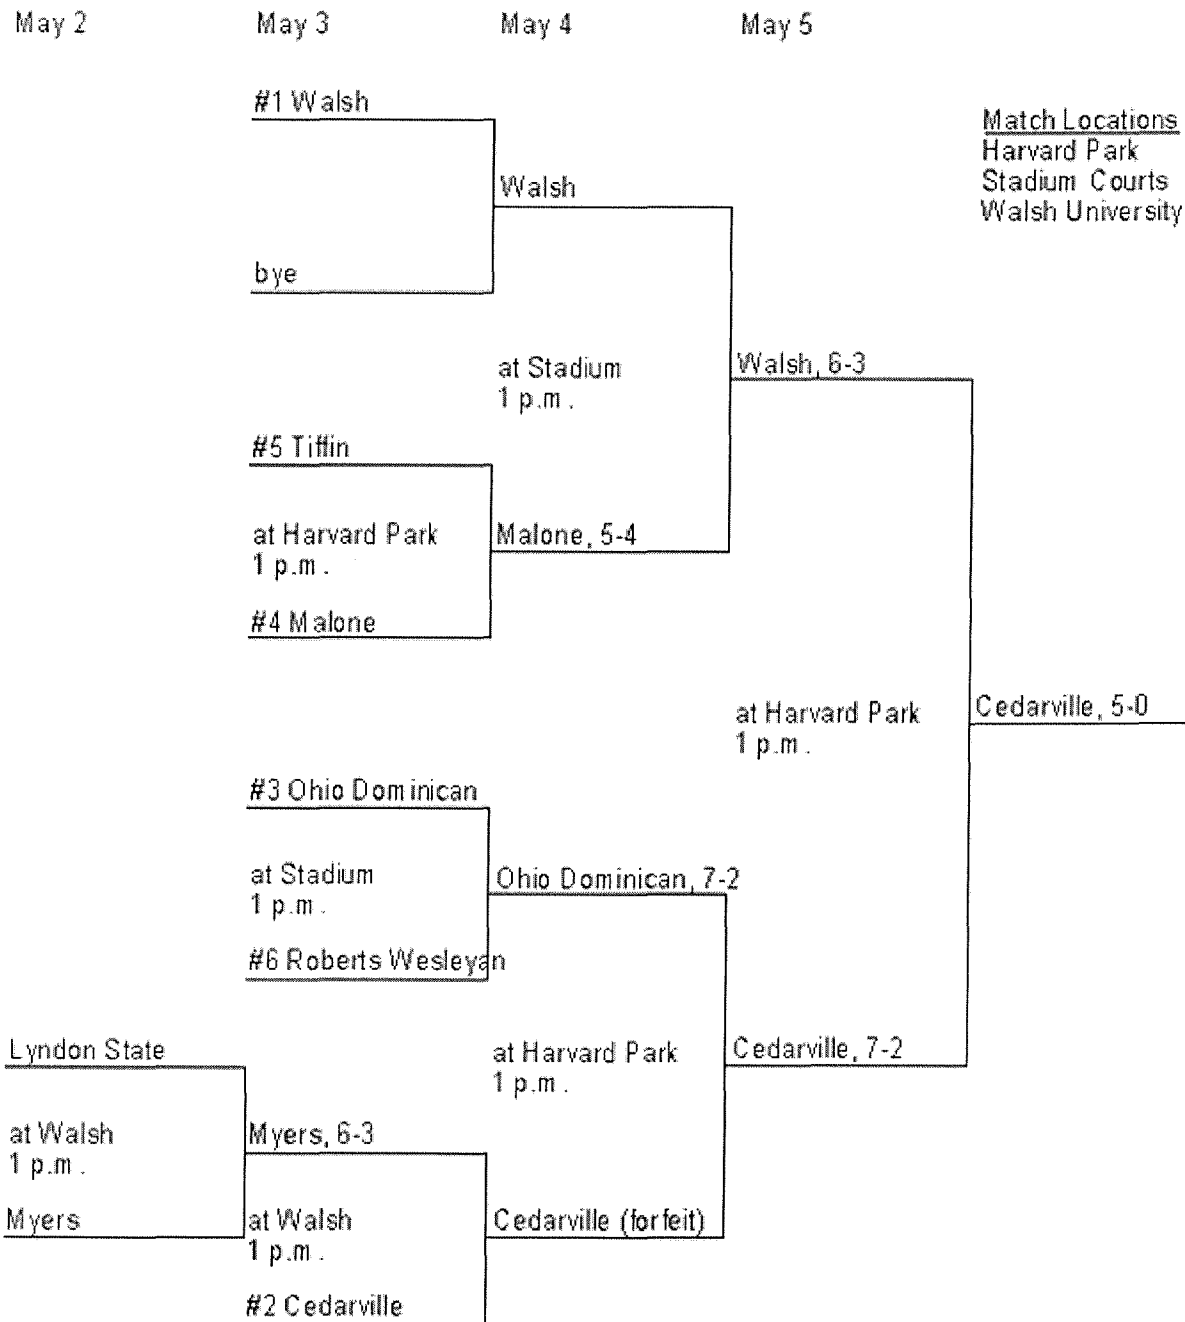 May 2 May 3 May 4 May 5
#1 Walsh
Match Locations
Harvard Park
Stadium Courts
Walsh University
Walsh
bye
at Stadium
1 p.m.
Walsh, 6-3
#5 Tiffin
at Harvard Park
1 p.m.
Malone, 5-4
#4 Malone
at Harvard Park
1 p.m.
Cedarville, 5-0
#3 Ohio Dominican
at Stadium
1 p.m.
Ohio Dominican, 7-2
#6 Roberts Wesleyan
Lyndon State
at Harvard Park
1 p.m.
Cedarville, 7-2
at Walsh
1 p.m.
Myers, 6-3
Myers
at Walsh
1 p.m.
Cedarville (forfeit)
#2 Cedarville